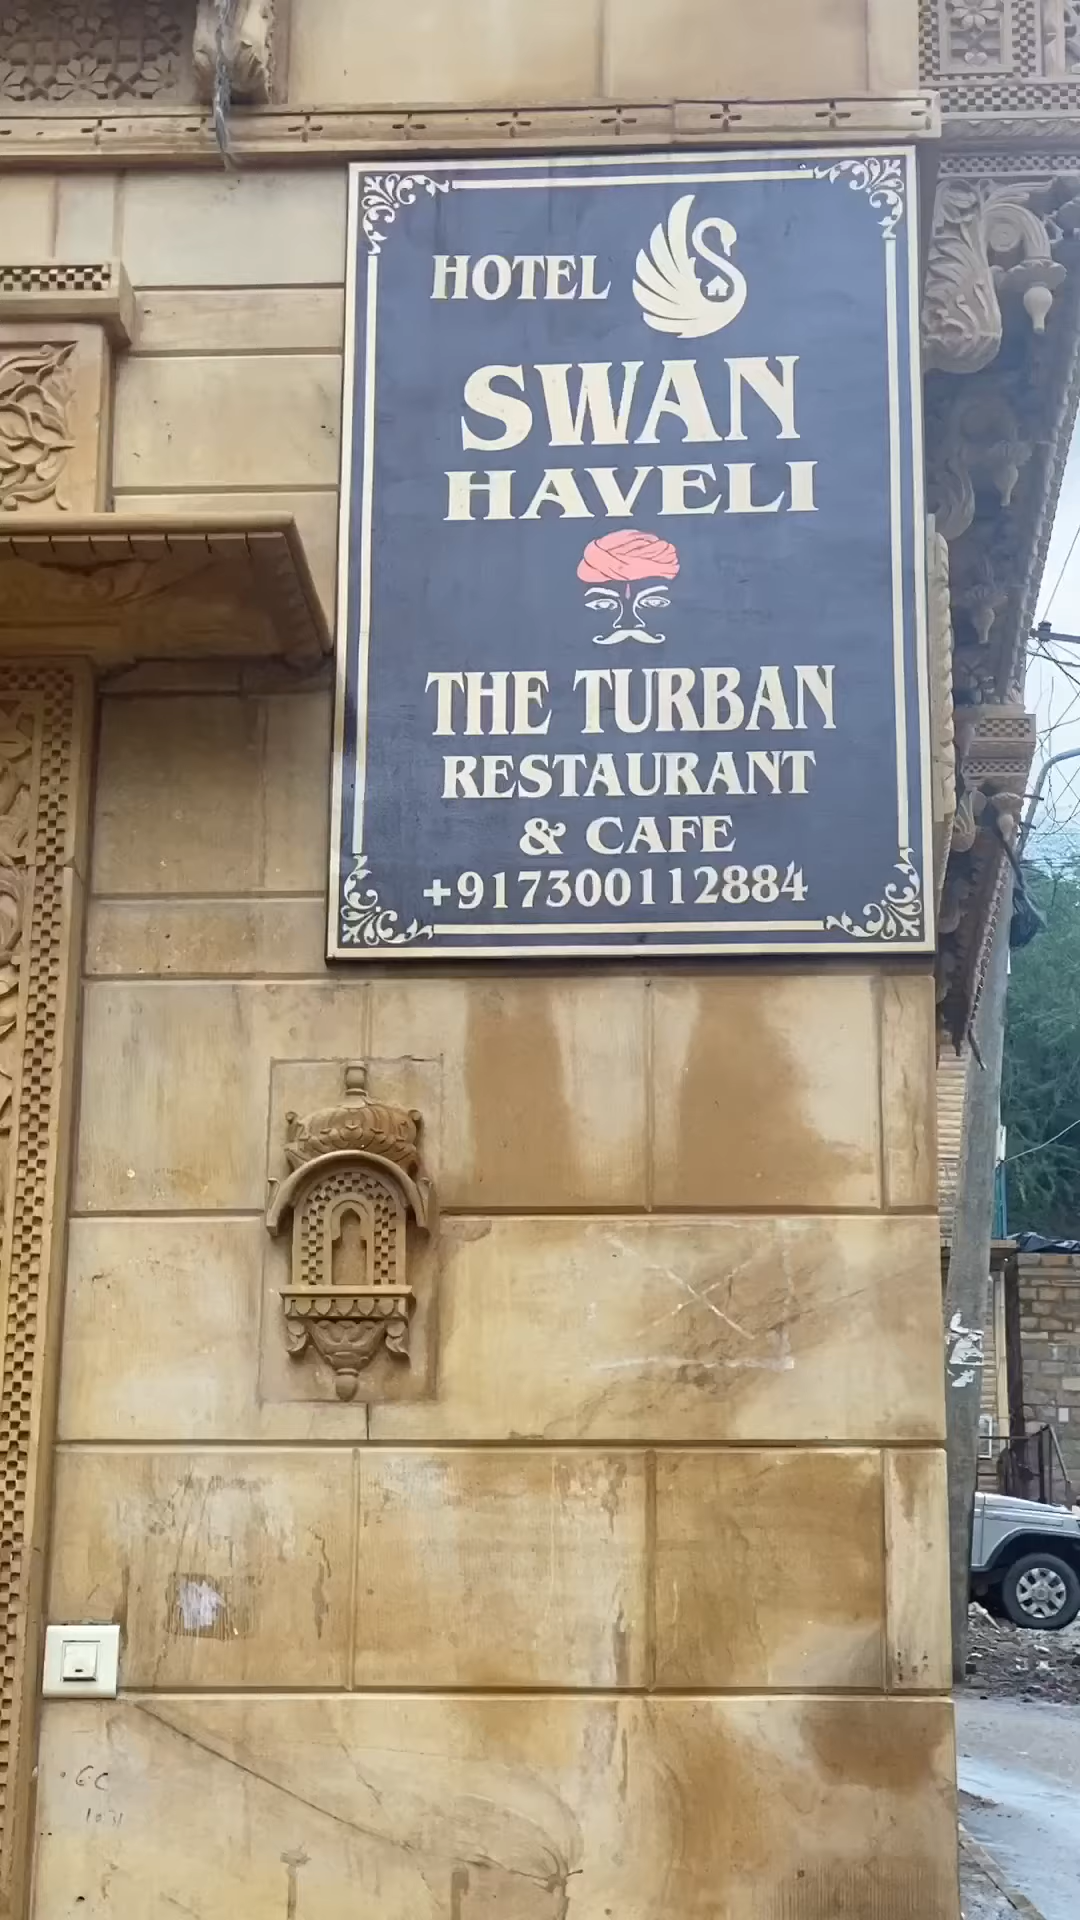 HOTEL
SWAN
HAVELI
THE TURBAN
RESTAURANT
& CAFE
+917300112884